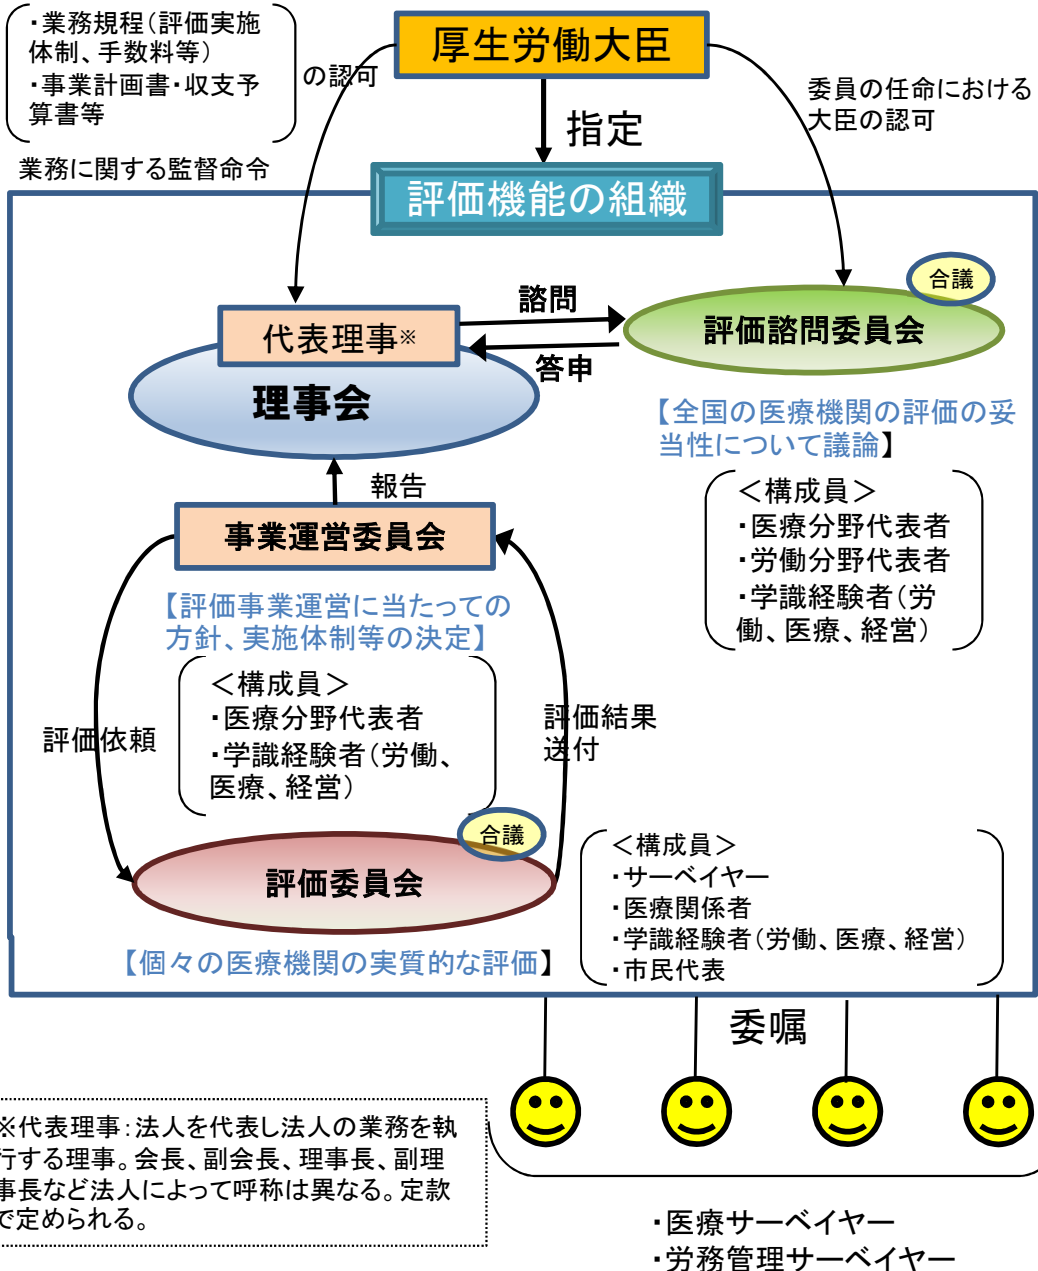 ・業務規程(評価実施
体制、手数料等)
・事業計画書・収支予
算書等
の認可
業務に関する監督命令
厚生労働大臣
指定
委員の任命における
大臣の認可
評価機能の組織
合議
諮問
代表理事※
評価諮問委員会
答申
理事会
【全国の医療機関の評価の妥
当性について議論】
<構成員>
・医療分野代表者
・労働分野代表者
・学識経験者(労
働、医療、経営)
報告
事業運営委員会
【評価事業運営に当たっての
方針、実施体制等の決定】
<構成員>
・医療分野代表者
・学識経験者(労働、
医療、経営)
評価依頼
評価結果
送付
合議
評価委員会
【個々の医療機関の実質的な評価】
<構成員>
・サーベイヤー
・医療関係者
・学識経験者(労働、医療、経営)
・市民代表
委嘱
※代表理事:法人を代表し法人の業務を執
行する理事。会長、副会長、理事長、副理
事長など法人によって呼称は異なる。定款
で定められる。
・医療サーベイヤー
・労務管理サーベイヤー